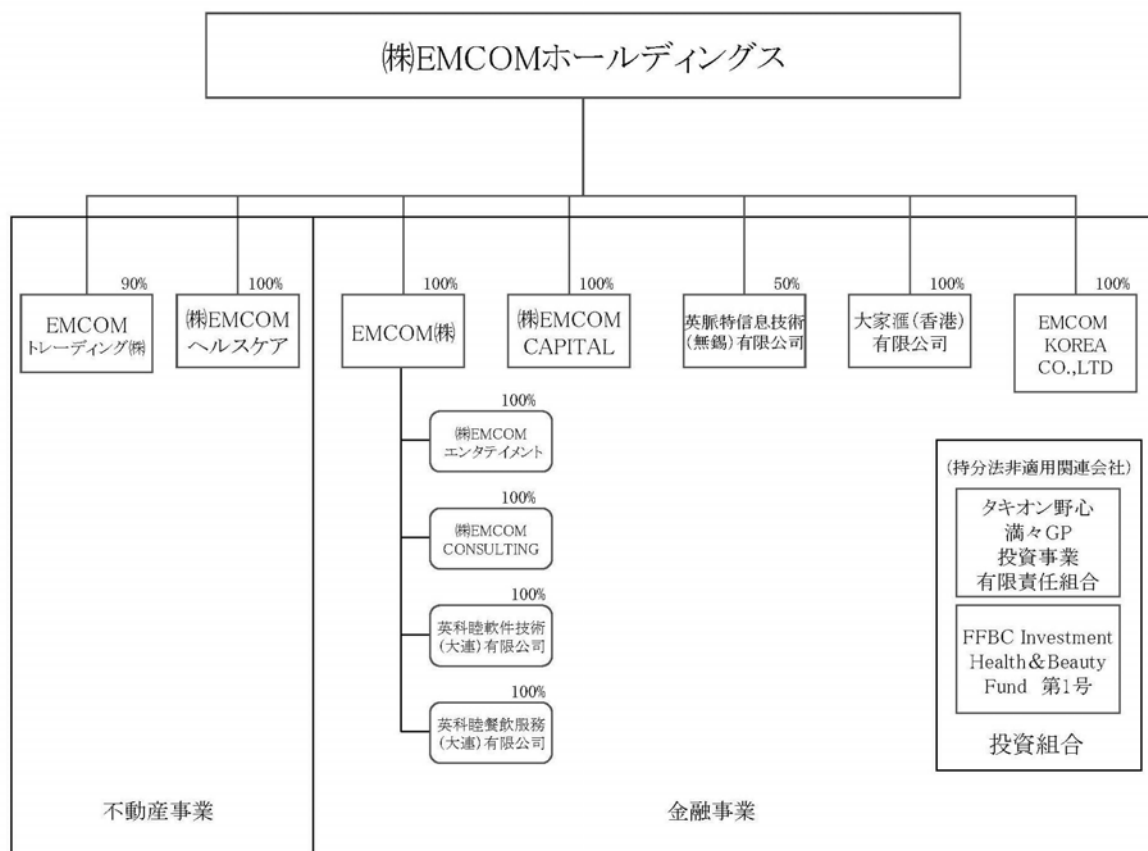 ㈱EMCOMホールディングス
90%
EMCOM
トレーディング㈱
100%
㈱EMCOM
ヘルスケア
100%
EMCOM㈱
100%
㈱EMCOM
CAPITAL
50%
英脈特信息技術
(無錫)有限公司
100%
大家滙(香港)
有限公司
100%
EMCOM
KOREA
CO.,LTD
100%
㈱EMCOM
エンタテイメント
100%
㈱EMCOM
CONSULTING
100%
英科睦軟件技術
(大連)有限公司
100%
英科睦餐飲服務
(大連)有限公司
(持分法非適用関連会社)
タキオン野心
満々GP
投資事業
有限責任組合
FFBC Investment
Health&Beauty
Fund 第1号
投資組合
不動産事業
金融事業